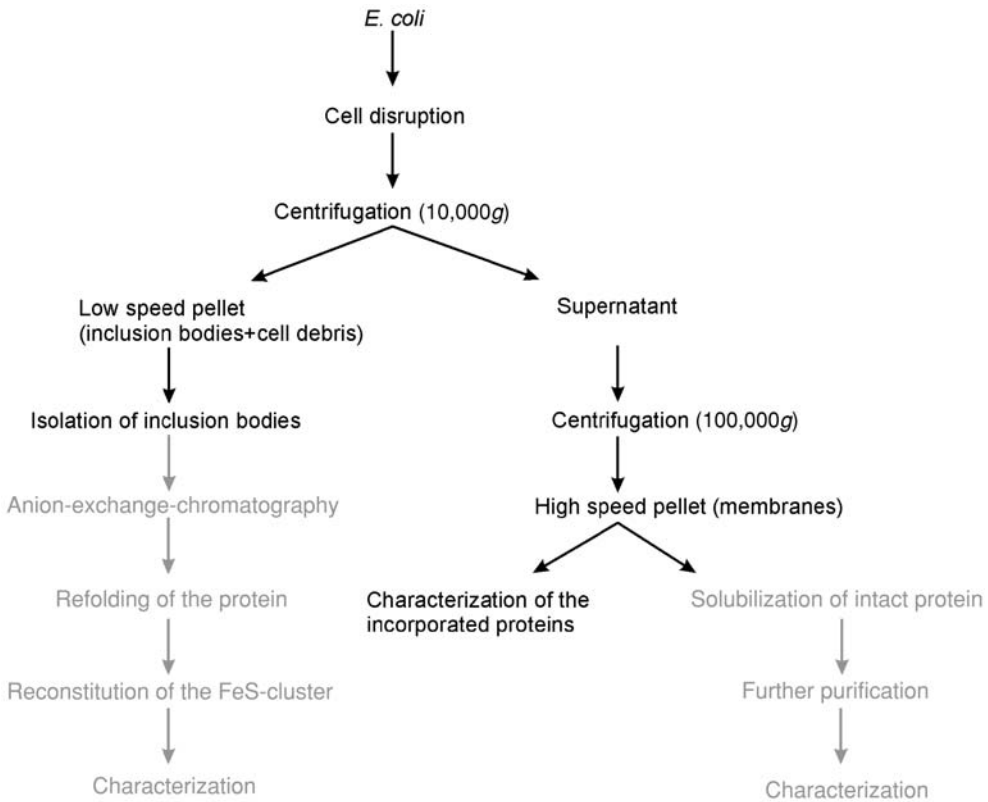 E. coli
Cell disruption
Centrifugation (10,000g)
Low speed pellet
(inclusion bodies+cell debris)
Supernatant
Isolation of inclusion bodies
Centrifugation (100,000g)
Anion-exchange-chromatography
High speed pellet (membranes)
Refolding of the protein
Characterization of the
incorporated proteins
Solubilization of intact protein
Reconstitution of the FeS-cluster
Further purification
Characterization
Characterization